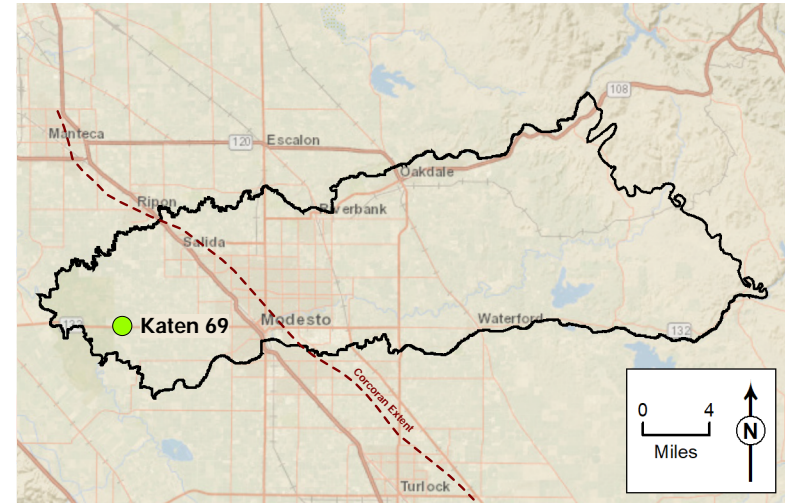 108
Manteca
120
Escalon
Oakdale
Ripon
Riverbank
Salida
132
Katen 69
Modesto
Waterford
132
Corcoran Extent
Turlock
0 4
Miles
N